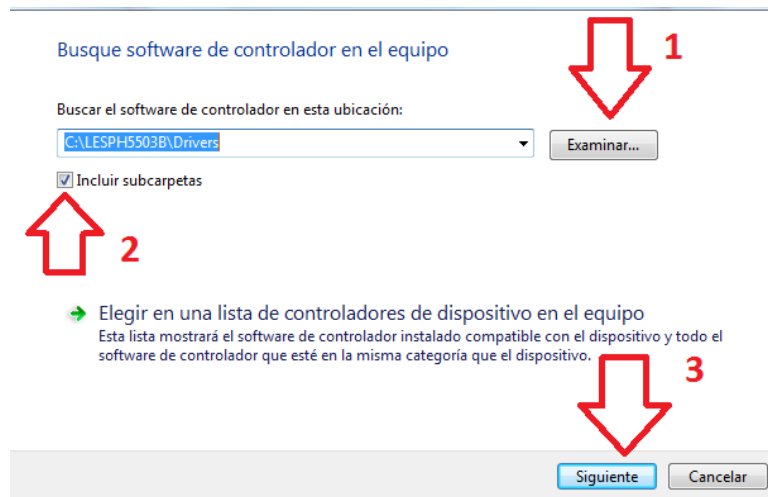 Busque software de controlador en el equipo
1
Buscar el software de controlador en esta ubicación:
C:\LESPH5503B\Drivers
Examinar...
Incluir subcarpetas
2
Elegir en una lista de controladores de dispositivo en el equipo
Esta lista mostrará el software de controlador instalado compatible con el dispositivo y todo el
software de controlador que esté en la misma categoría que el dispositivo.
3
Siguiente
Cancelar